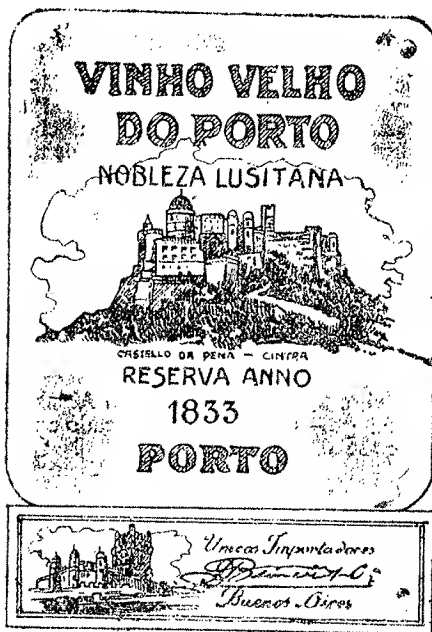 VINHO VELHO
DO PORTO
NOBLEZA LUSITANA
CASTELLO DA PENA — CINTRA
RESERVA ANNO
1833
PORTO
Unicos Importadores
Buenos Aires